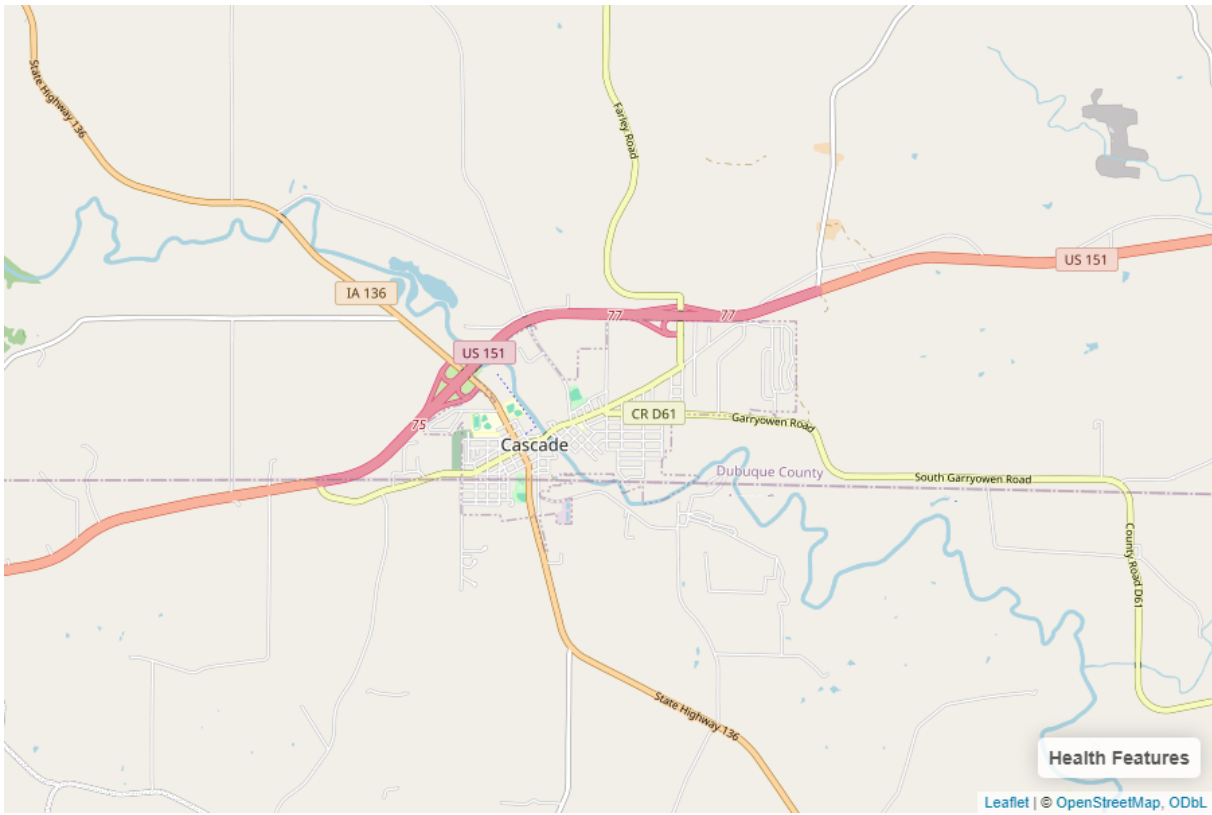 State Highway 136
Farley Road
US 151
IA 136
77
77
US 151
75
CR D61
Garryowen Road
Cascade
Dubuque County
South Garryowen Road
County Road D61
State Highway 136
Health Features
Leaflet | © OpenStreetMap, ODbL